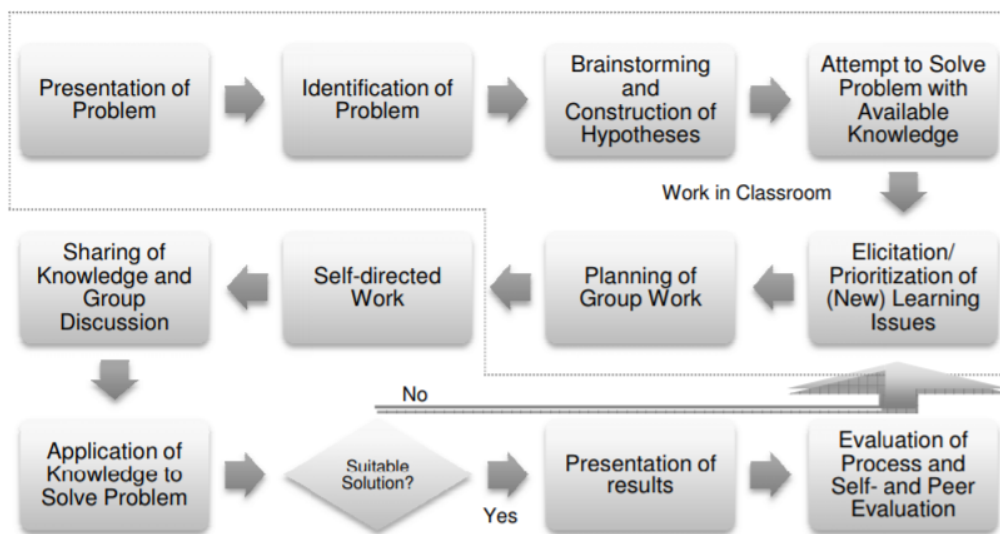 Presentation of
Problem
Identification of
Problem
Brainstorming
and
Construction of
Hypotheses
Attempt to Solve
Problem with
Available
Knowledge
Work in Classroom
Sharing of
Knowledge and
Group
Discussion
Self-directed
Work
Planning of
Group Work
Elicitation/
Prioritization of
(New) Learning
Issues
No
Application of
Knowledge to
Solve Problem
Suitable
Solution?
Yes
Presentation of
results
Evaluation of
Process and
Self- and Peer
Evaluation